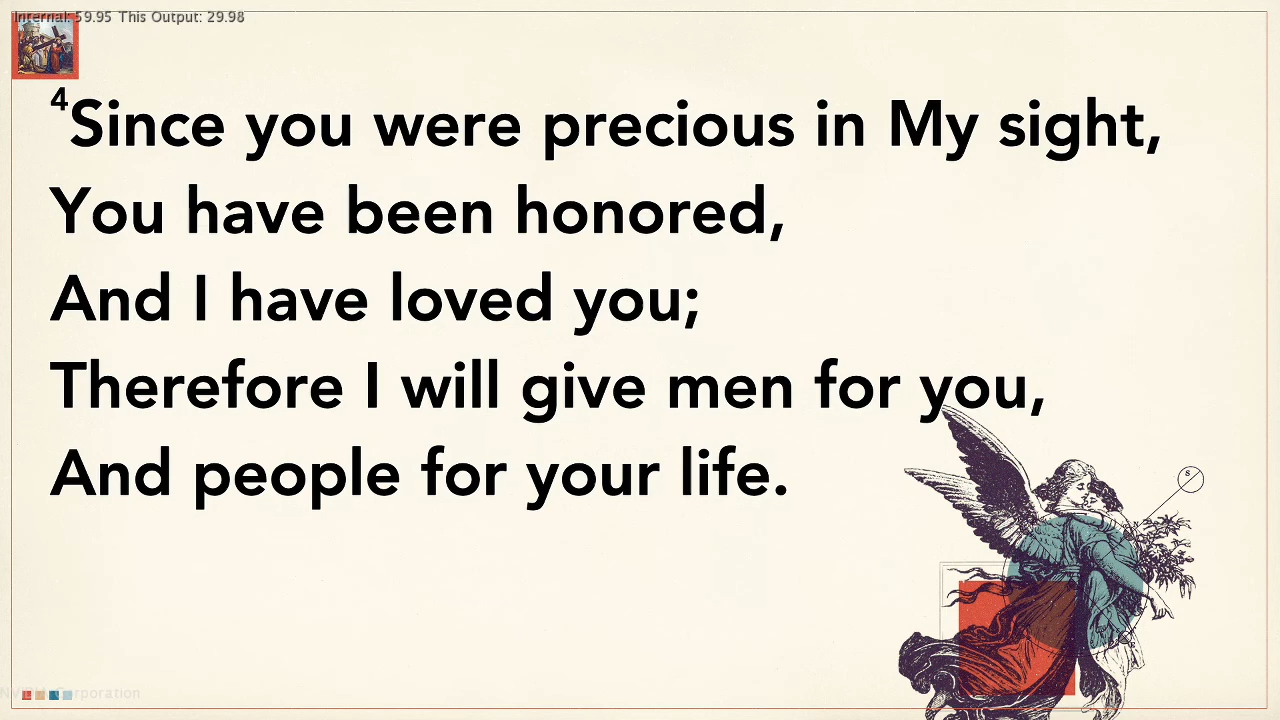 Internal: 59.95 This Output: 29.98
4Since you were precious in My sight,
You have been honored,
And I have loved you;
Therefore I will give men for you,
And people for your life.
S
Corporation